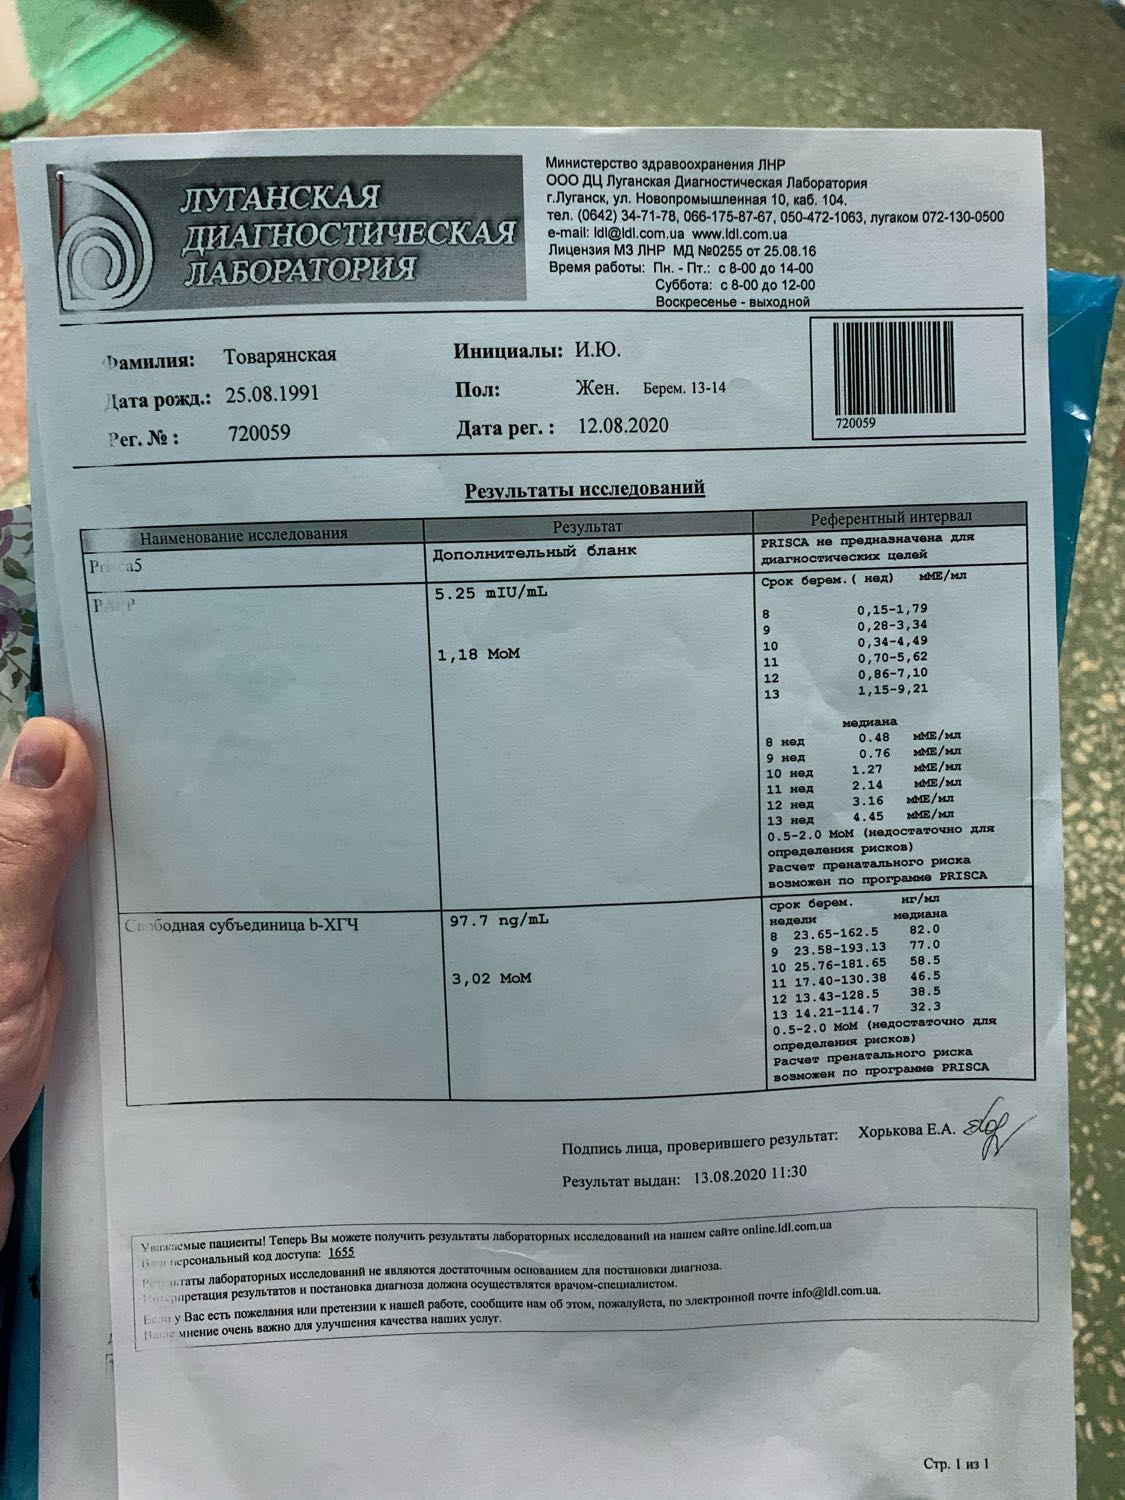 ЛУГАНСКАЯ
ДИАГНОСТИЧЕСКАЯ
ЛАБОРАТОРИЯ
Министерство здравоохранения ЛНР
ООО ДЦ Луганская Диагностическая Лаборатория
г.Луганск, ул. Новопромышленная 10, каб. 104.
тел. (0642) 34-71-78, 066-175-87-67, 050-472-1063, лугаком 072-130-0500
e-mail: ldl@ldl.com.ua www.ldl.com.ua
Лицензия МЗ ЛНР МД №0255 от 25.08.16
Время работы: Пн. - Пт.: с 8-00 до 14-00
Суббота: с 8-00 до 12-00
Воскресенье - выходной
Фамилия: Товарянская Инициалы: И.Ю.
Дата рожд.: 25.08.1991 Пол: Жен. Берем. 13-14
Рег. № : 720059 Дата рег. : 12.08.2020
720059
Результаты исследований
Наименование исследования Результат Референтный интервал
Prisca5 Дополнительный бланк PRISCA не предназначена для
диагностических целей
PAPP 5.25 mIU/mL Срок берем.( нед) мМЕ/мл
8 0,15-1,79
9 0,28-3,34
1,18 МоМ 10 0,34-4,49
11 0,70-5,62
12 0,86-7,10
13 1,15-9,21
медиана
8 нед 0.48 мМЕ/мл
9 нед 0.76 мМЕ/мл
10 нед 1.27 мМЕ/мл
11 нед 2.14 мМЕ/мл
12 нед 3.16 мМЕ/мл
13 нед 4.45 мМЕ/мл
0.5-2.0 МоМ (недостаточно для
определения рисков)
Расчет пренатального риска
возможен по программе PRISCA
Свободная субъединица b-ХГЧ 97.7 ng/mL срок берем. нг/мл
недели медиана
8 23.65-162.5 82.0
9 23.58-193.13 77.0
3,02 МоМ 10 25.76-181.65 58.5
11 17.40-130.38 46.5
12 13.43-128.5 38.5
13 14.21-114.7 32.3
0.5-2.0 МоМ (недостаточно для
определения рисков)
Расчет пренатального риска
возможен по программе PRISCA
Подпись лица, проверившего результат: Хорькова Е.А.
Результат выдан: 13.08.2020 11:30
Уважаемые пациенты! Теперь Вы можете получить результаты лабораторных исследований на нашем сайте online.ldl.com.ua
Ваш персональный код доступа: 1655
Результаты лабораторных исследований не являются достаточным основанием для постановки диагноза.
Интерпретация результатов и постановка диагноза должна осуществлятся врачом-специалистом.
Если у Вас есть пожелания или претензии к нашей работе, сообщите нам об этом, пожалуйста, по электронной почте info@ldl.com.ua.
Ваше мнение очень важно для улучшения качества наших услуг.
Стр. 1 из 1